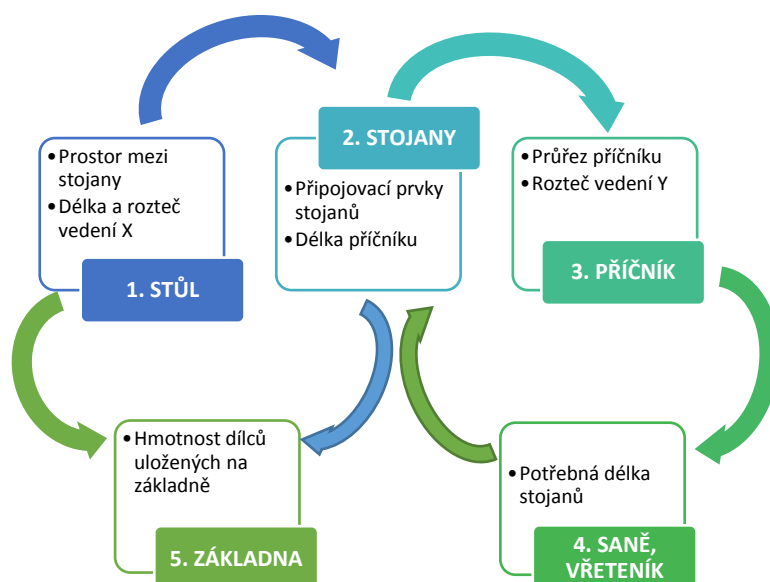 • Prostor mezi
stojany
• Délka a rozteč
vedení X
1. STŮL
2. STOJANY
• Připojovací prvky
stojanů
• Délka příčníku
• Průřez příčníku
• Rozteč vedení Y
3. PŘÍČNÍK
• Potřebná délka
stojanů
4. SANĚ,
VŘETENÍK
• Hmotnost dílců
uložených na
základně
5. ZÁKLADNA